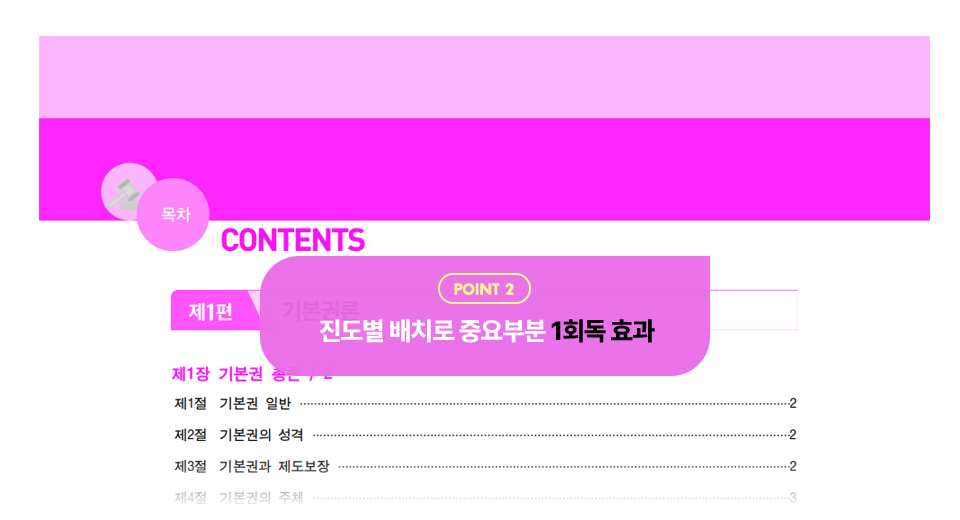 목차
CONTENTS
POINT 2
제1편 기본권론
진도별 배치로 중요부분 1회독 효과
제1장 기본권 총론 / 2
제1절 기본권 일반 2
제2절 기본권의 성격 2
제3절 기본권과 제도보장 2
제4절 기본권의 주체 3